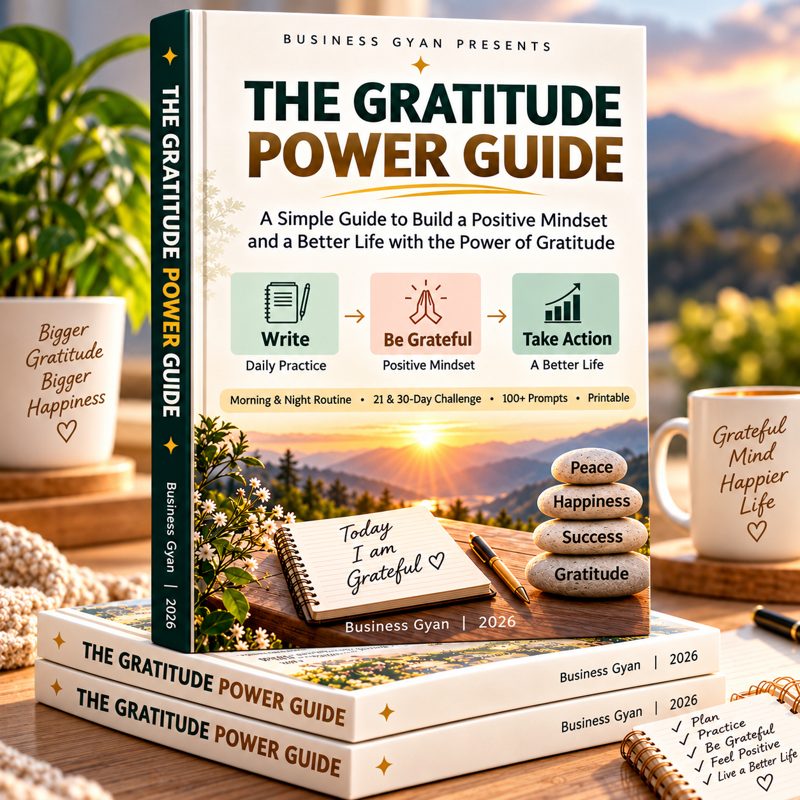 BUSINESS GYAN PRESENTS
THE GRATITUDE
POWER GUIDE
A Simple Guide to Build a Positive Mindset
and a Better Life with the Power of Gratitude
Write
Daily Practice
Be Grateful
Positive Mindset
Take Action
A Better Life
Morning & Night Routine • 21 & 30-Day Challenge • 100+ Prompts • Printable
Today
I am
Grateful ♡
Peace
Happiness
Success
Gratitude
Business Gyan | 2026
THE GRATITUDE POWER GUIDE
Business Gyan | 2026
Bigger
Gratitude
Bigger
Happiness
♡
Grateful
Mind
Happier
Life
♡
THE GRATITUDE POWER GUIDE
Business Gyan | 2026
THE GRATITUDE POWER GUIDE
Business Gyan | 2026
✓ Plan
✓ Practice
✓ Be Grateful
✓ Feel Positive
✓ Live a Better Life
♡